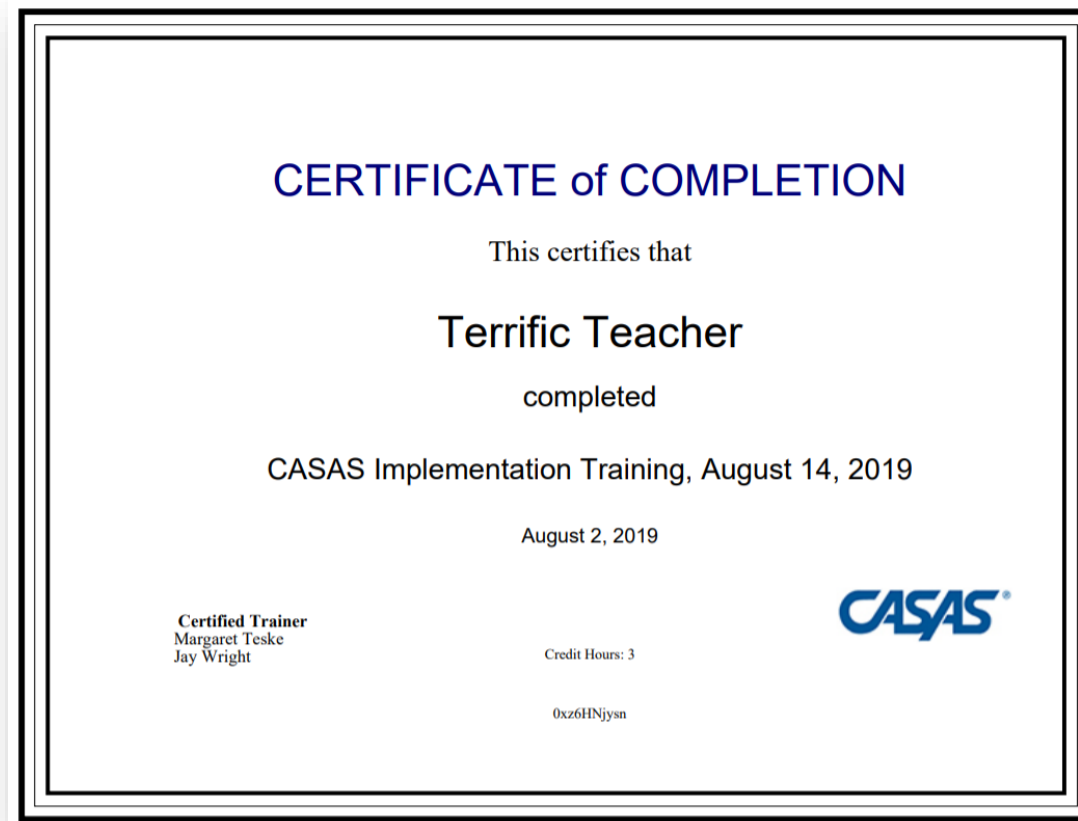 CERTIFICATE of COMPLETION
This certifies that
Terrific Teacher
completed
CASAS Implementation Training, August 14, 2019
August 2, 2019
CASAS®
Certified Trainer
Margaret Teske
Jay Wright
Credit Hours: 3
0xz6HNjysn